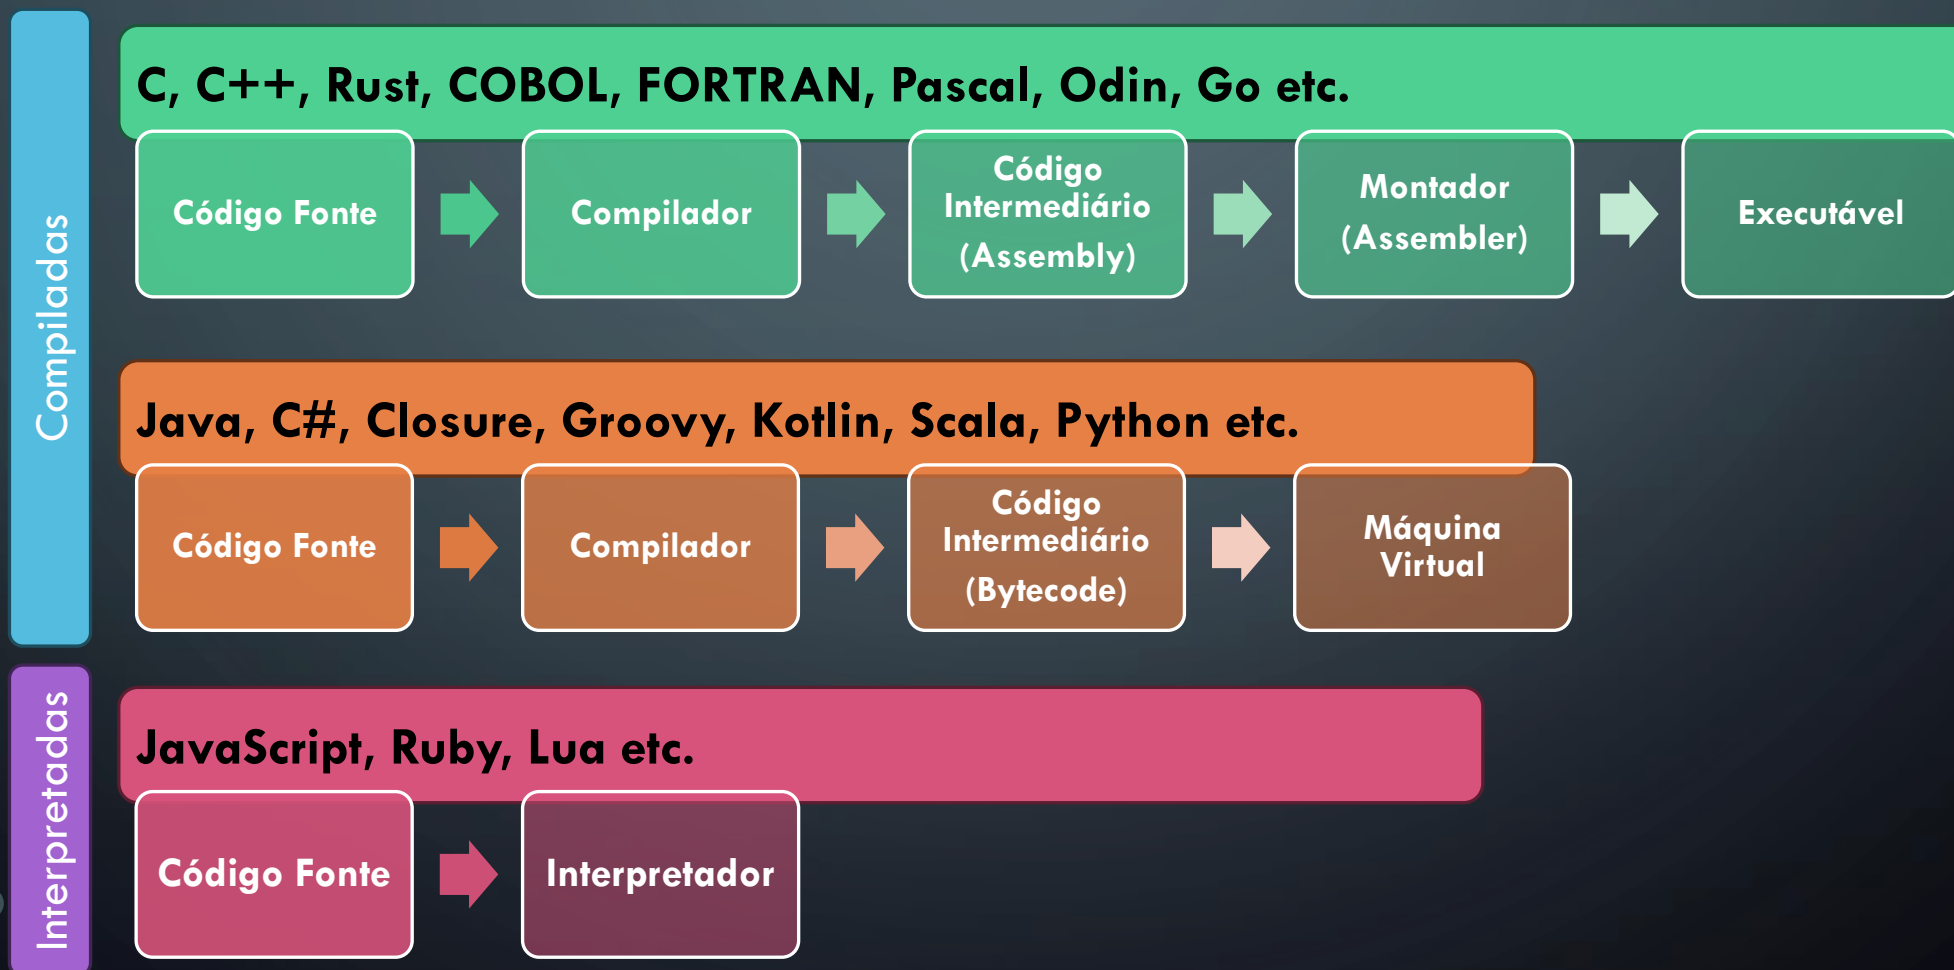 Compiladas
C, C++, Rust, COBOL, FORTRAN, Pascal, Odin, Go etc.
Código Fonte
Compilador
Código
Intermediário
(Assembly)
Montador
(Assembler)
Executável
Java, C#, Closure, Groovy, Kotlin, Scala, Python etc.
Código Fonte
Compilador
Código
Intermediário
(Bytecode)
Máquina
Virtual
Interpretadas
JavaScript, Ruby, Lua etc.
Código Fonte
Interpretador